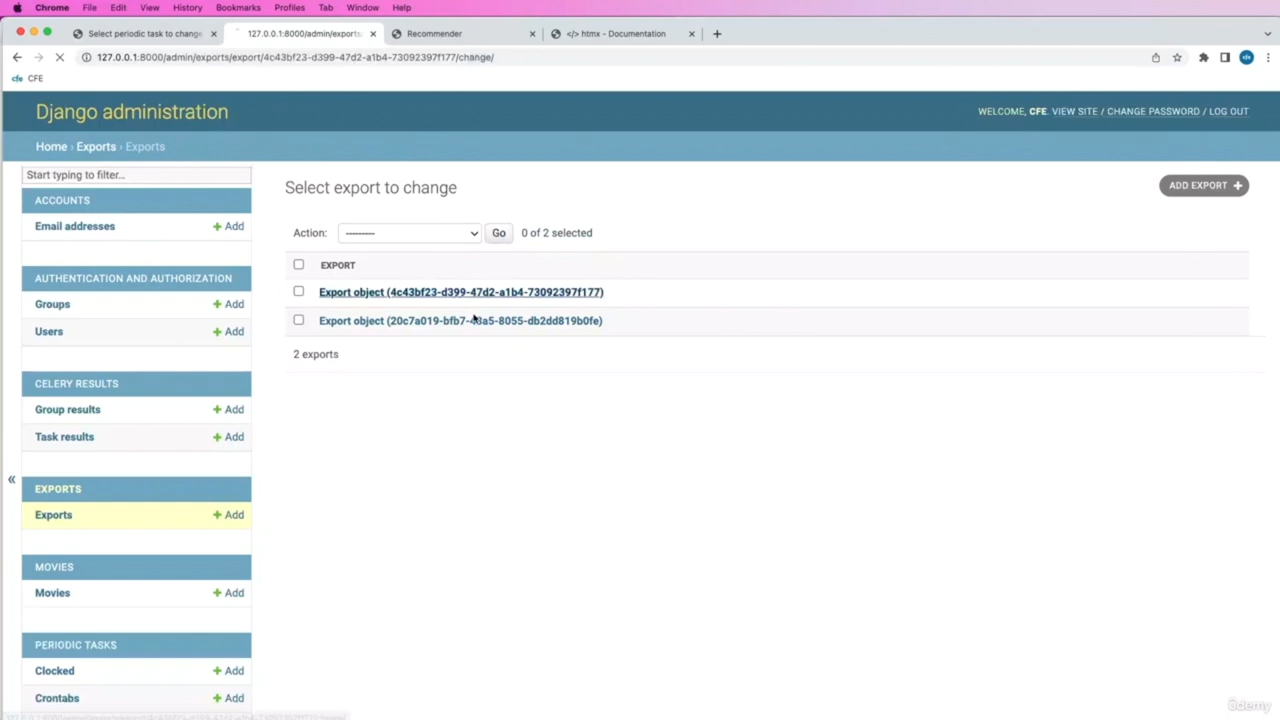 Chrome File Edit View History Bookmarks Profiles Tab Window Help
Select periodic task to change 127.0.0.1:8000/admin/exports Recommender </> htmx - Documentation
127.0.0.1:8000/admin/exports/export/4c43bf23-d399-47d2-a1b4-73092397f177/change/
cfe CFE
Django administration
WELCOME, CFE. VIEW SITE / CHANGE PASSWORD / LOG OUT
Home › Exports › Exports
Start typing to filter...
ACCOUNTS
Email addresses + Add
AUTHENTICATION AND AUTHORIZATION
Groups + Add
Users + Add
CELERY RESULTS
Group results + Add
Task results + Add
«
EXPORTS
Exports + Add
MOVIES
Movies + Add
PERIODIC TASKS
Clocked + Add
Crontabs + Add
Select export to change
ADD EXPORT +
Action: --------- Go 0 of 2 selected
EXPORT
Export object (4c43bf23-d399-47d2-a1b4-73092397f177)
Export object (20c7a019-bfb7-43a5-8055-db2dd819b0fe)
2 exports
ûdemy